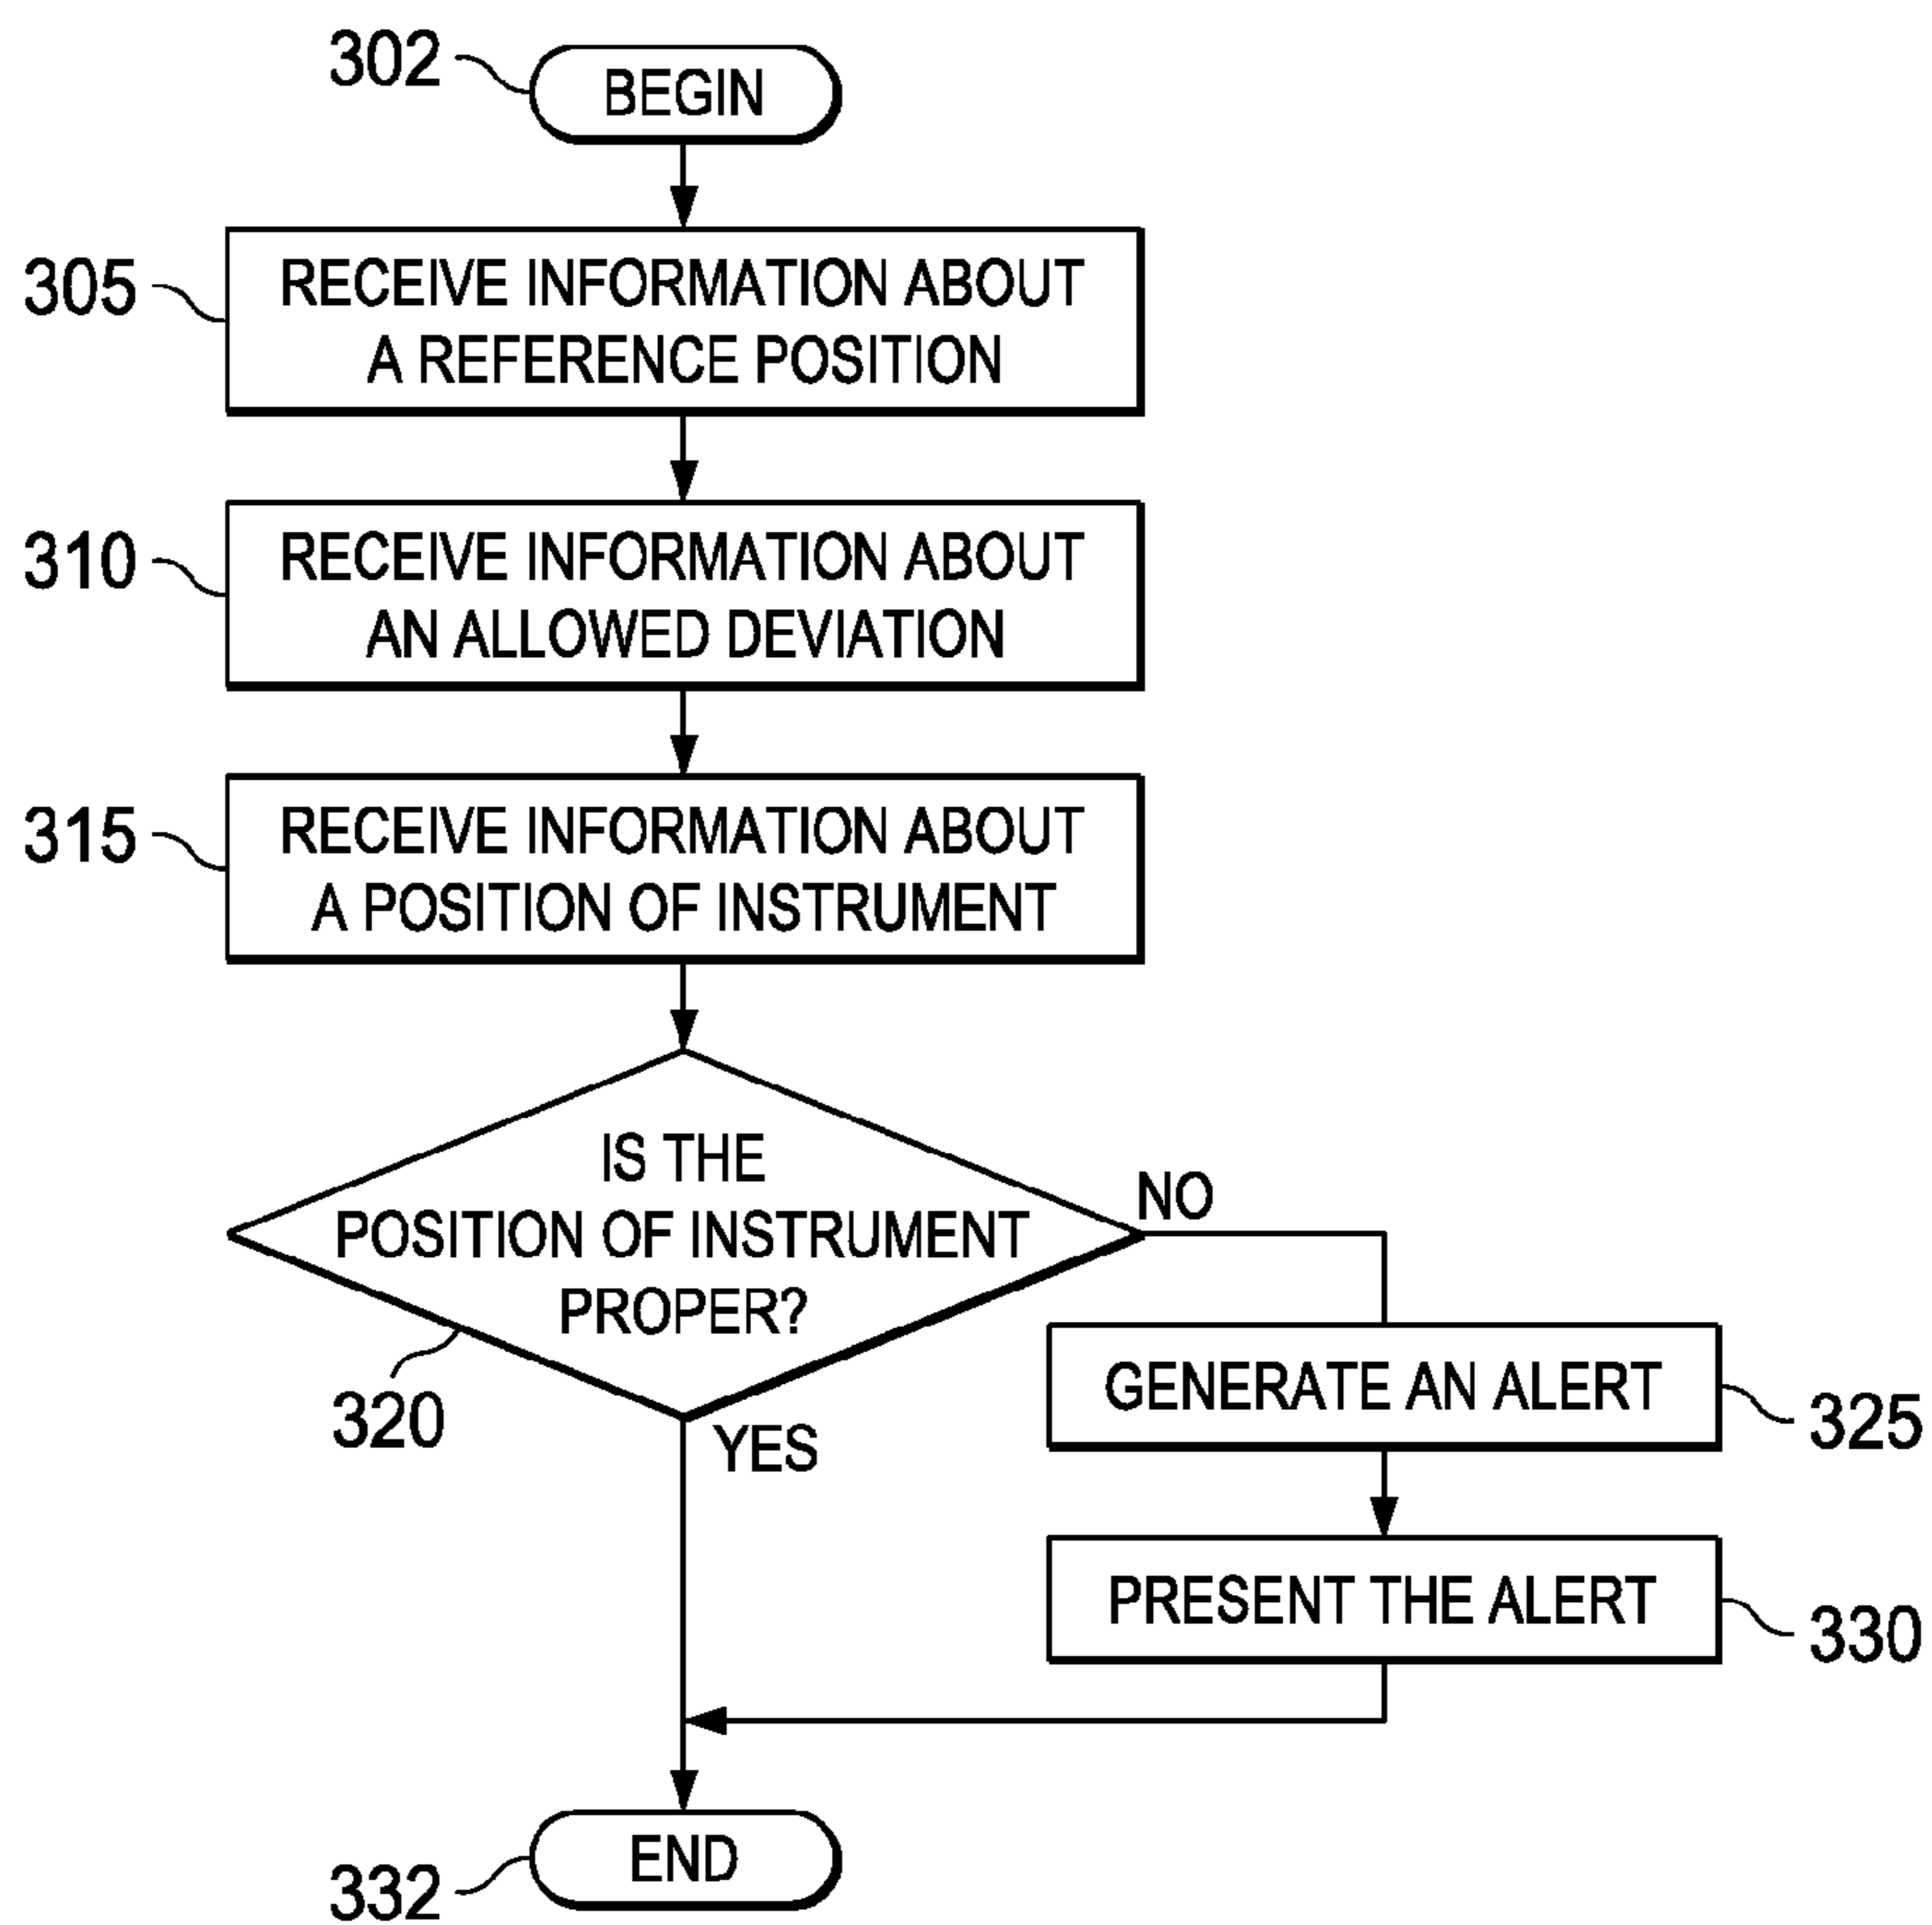 302
BEGIN
305
RECEIVE INFORMATION ABOUT
A REFERENCE POSITION
310
RECEIVE INFORMATION ABOUT
AN ALLOWED DEVIATION
315
RECEIVE INFORMATION ABOUT
A POSITION OF INSTRUMENT
IS THE
POSITION OF INSTRUMENT
PROPER?
320
NO
YES
GENERATE AN ALERT
325
PRESENT THE ALERT
330
END
332